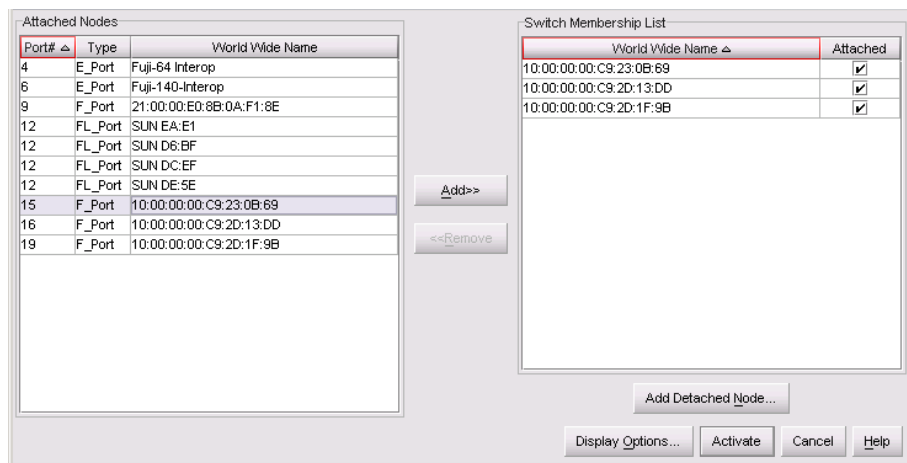 Attached Nodes
Port# Type World Wide Name
4 E_Port Fuji-64 Interop
6 E_Port Fuji-140-Interop
9 F_Port 21:00:00:E0:8B:0A:F1:8E
12 FL_Port SUN EA:E1
12 FL_Port SUN D6:BF
12 FL_Port SUN DC:EF
12 FL_Port SUN DE:5E
15 F_Port 10:00:00:00:C9:23:0B:69
16 F_Port 10:00:00:00:C9:2D:13:DD
19 F_Port 10:00:00:00:C9:2D:1F:9B
Add>>
<<Remove
Switch Membership List
World Wide Name Attached
10:00:00:00:C9:23:0B:69
10:00:00:00:C9:2D:13:DD
10:00:00:00:C9:2D:1F:9B
Add Detached Node...
Display Options... Activate Cancel Help